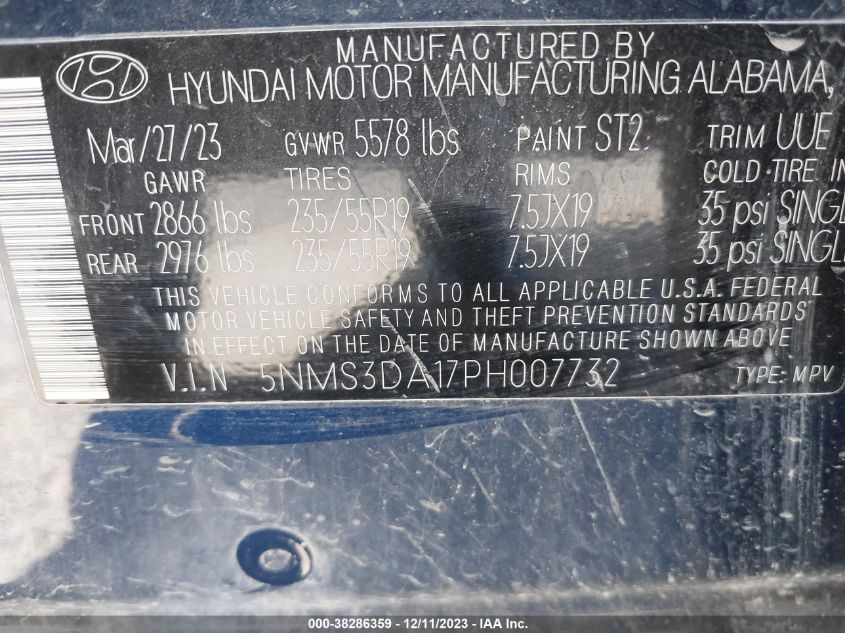 MANUFACTURED BY
HYUNDAI MOTOR MANUFACTURING ALABAMA,
Mar/27/23 GVWR 5578 lbs PAINT ST2 TRIM UUE
GAWR TIRES RIMS COLD TIRE IN
FRONT 2866 lbs 235/55R19 7.5JX19 35 psi SINGL
REAR 2976 lbs 235/55R19 7.5JX19 35 psi SINGL
THIS VEHICLE CONFORMS TO ALL APPLICABLE U.S.A. FEDERAL
MOTOR VEHICLE SAFETY AND THEFT PREVENTION STANDARDS
IN EFFECT ON THE DATE OF MANUFACTURE SHOWN ABOVE
V.I.N 5NMS3DA17PH007732 TYPE: MPV
000-38286359 - 12/11/2023 - IAA Inc.